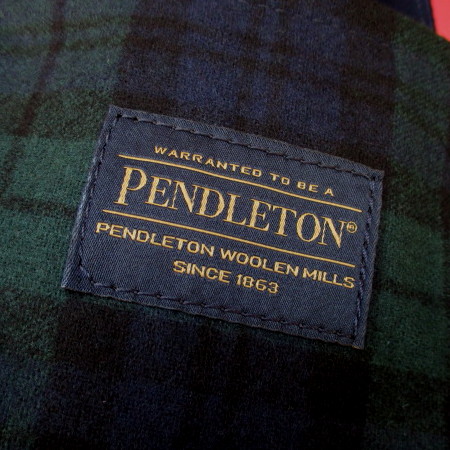 WARRANTED TO BE A
PENDLETON®
PENDLETON WOOLEN MILLS
SINCE 1863